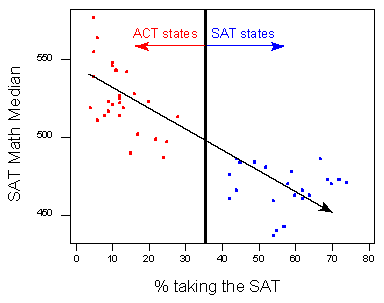 ACT states SAT states
SAT Math Median
550
500
450
0 10 20 30 40 50 60 70 80
% taking the SAT